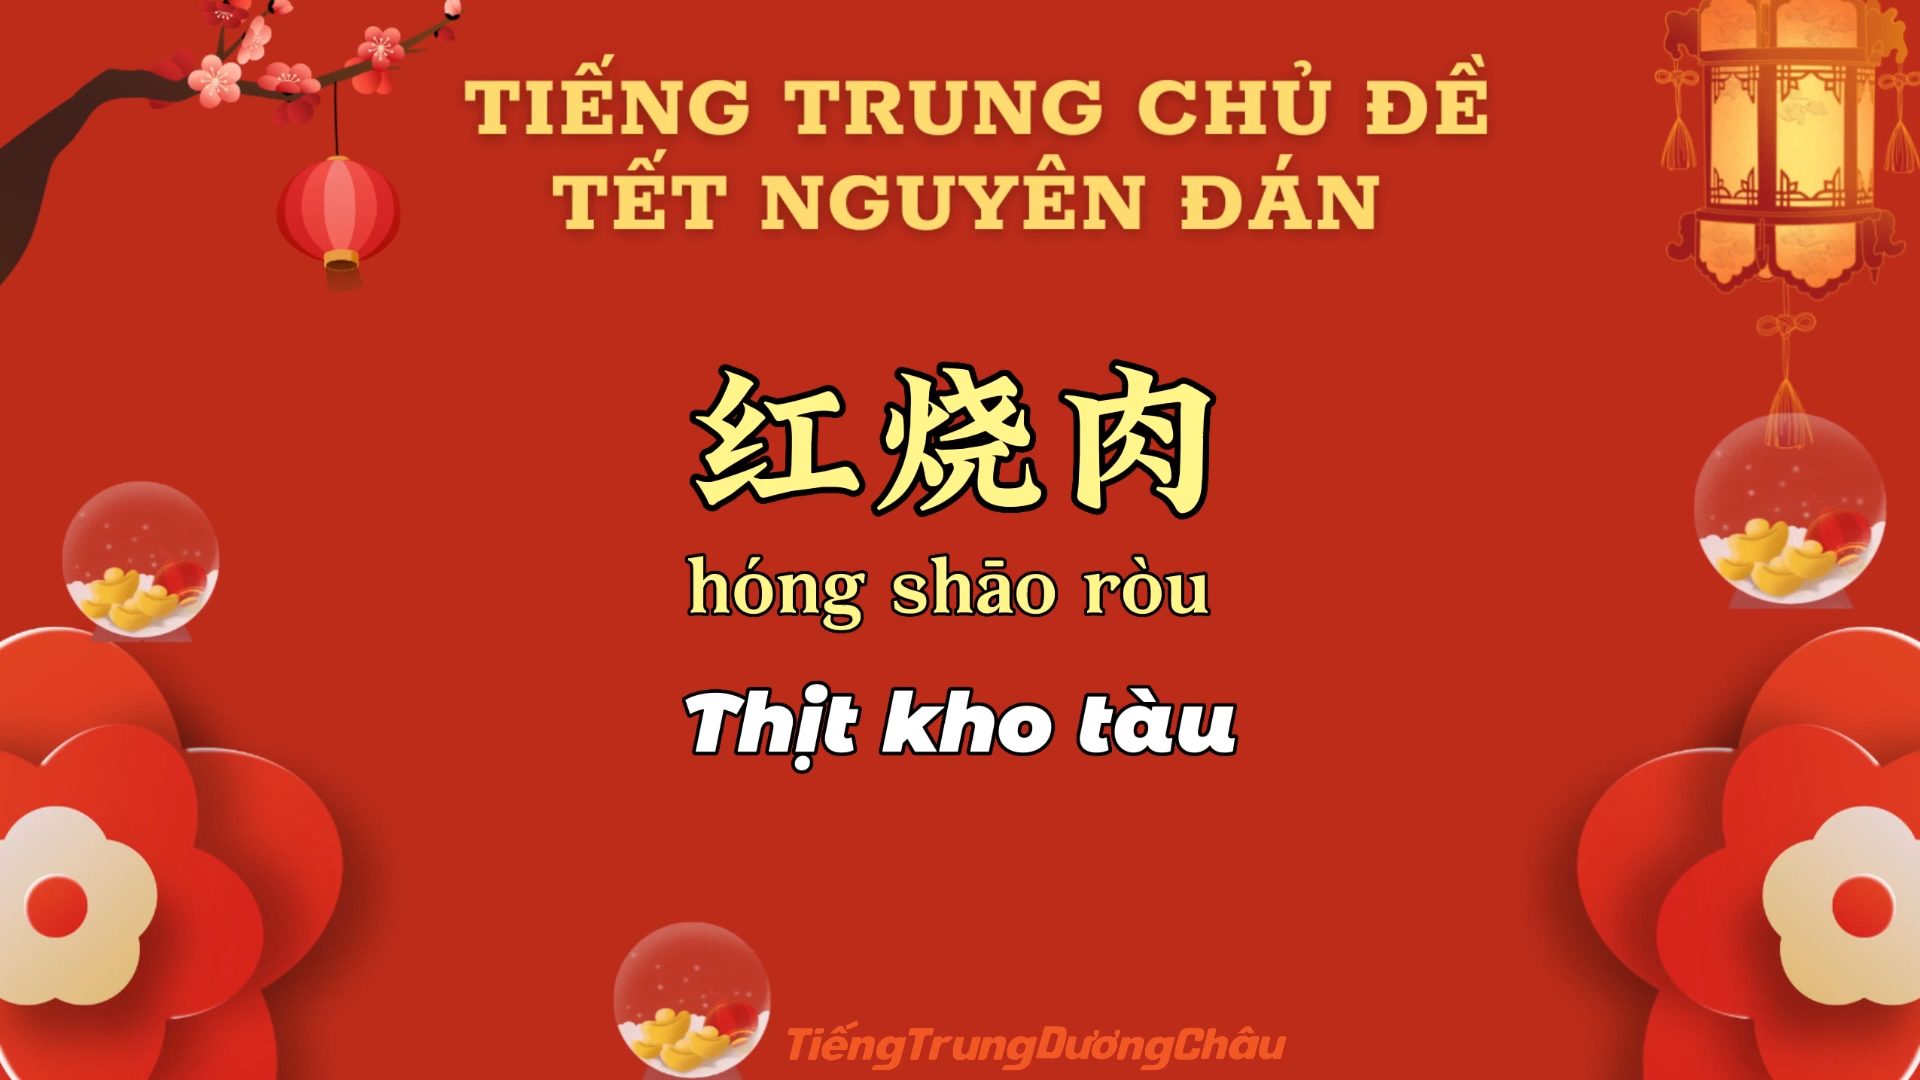 TIẾNG TRUNG CHỦ ĐỀ
TẾT NGUYÊN ĐÁN
红烧肉
hóng shāo ròu
Thịt kho tàu
TiếngTrungDươngChâu